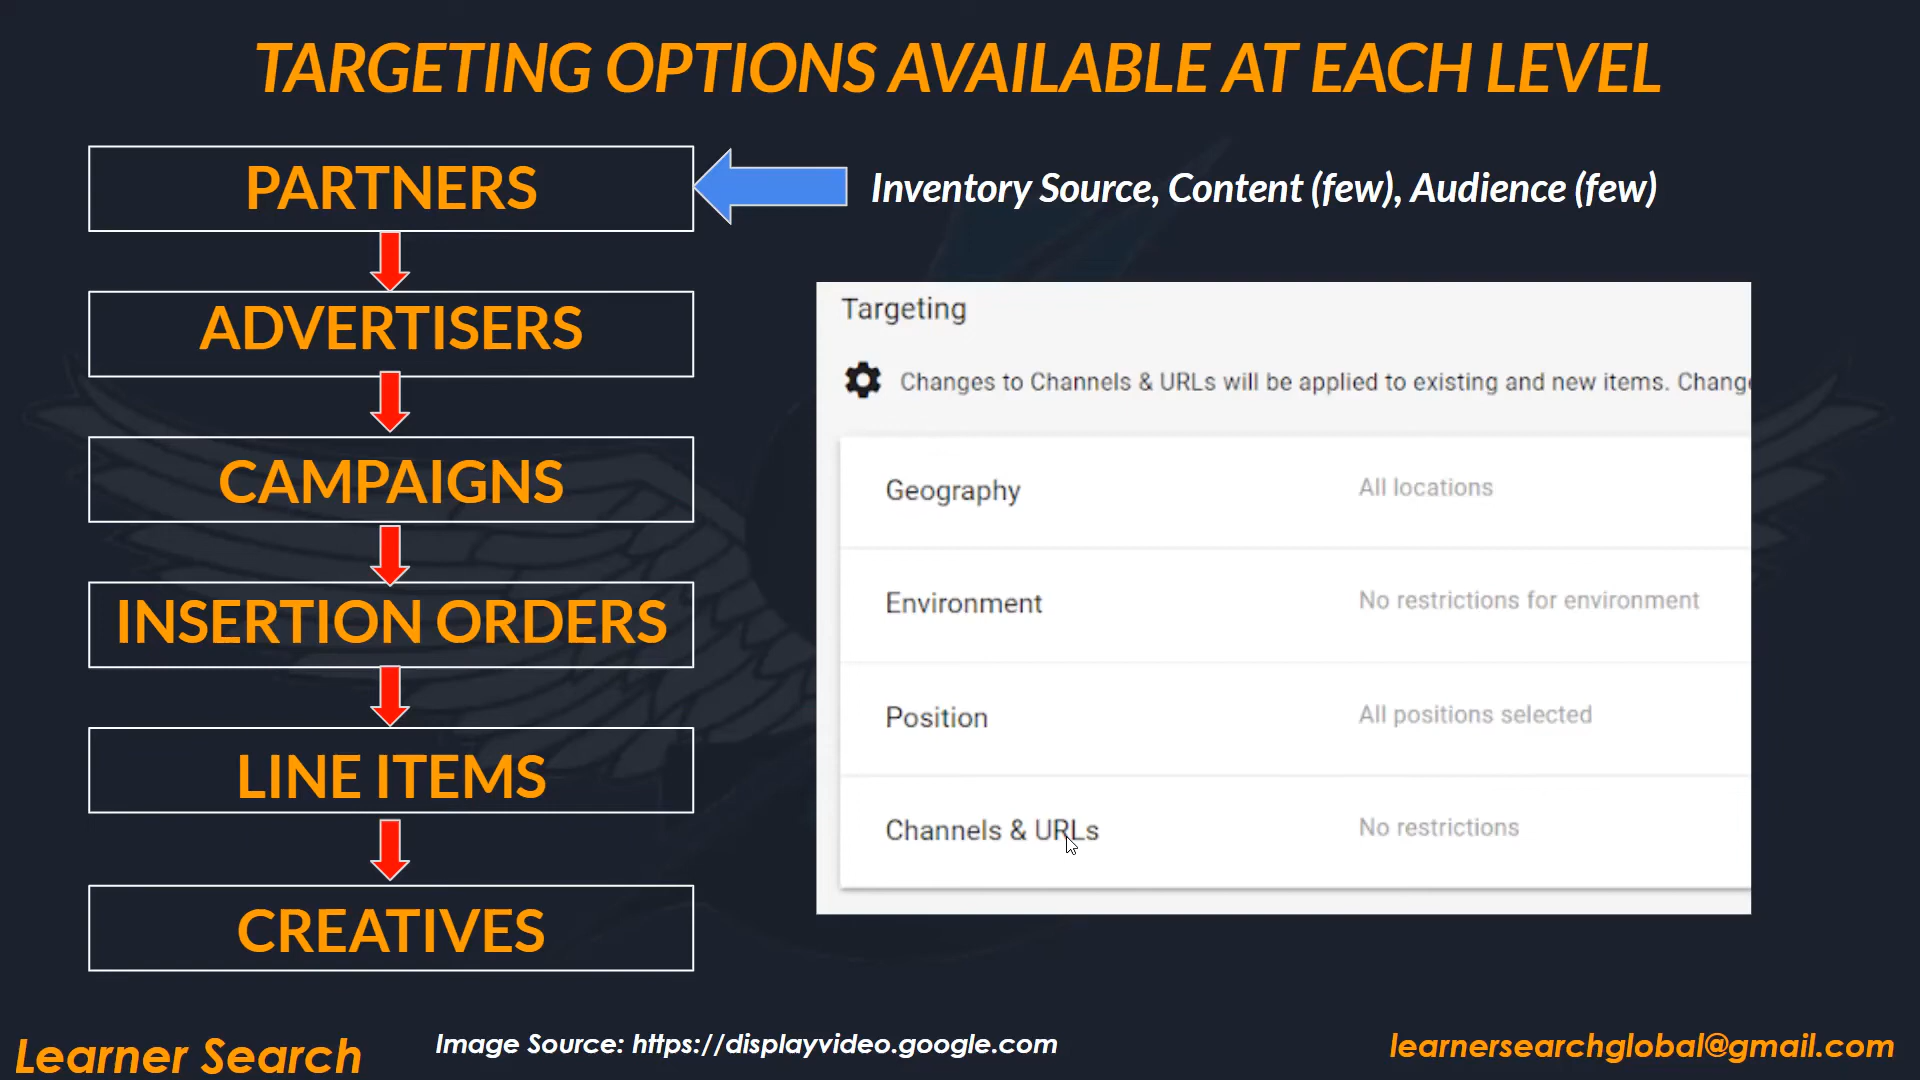 TARGETING OPTIONS AVAILABLE AT EACH LEVEL
PARTNERS
Inventory Source, Content (few), Audience (few)
ADVERTISERS
CAMPAIGNS
INSERTION ORDERS
LINE ITEMS
CREATIVES
Targeting
Changes to Channels & URLs will be applied to existing and new items. Change
Geography All locations
Environment No restrictions for environment
Position All positions selected
Channels & URLs No restrictions
Learner Search
Image Source: https://displayvideo.google.com
learnersearchglobal@gmail.com